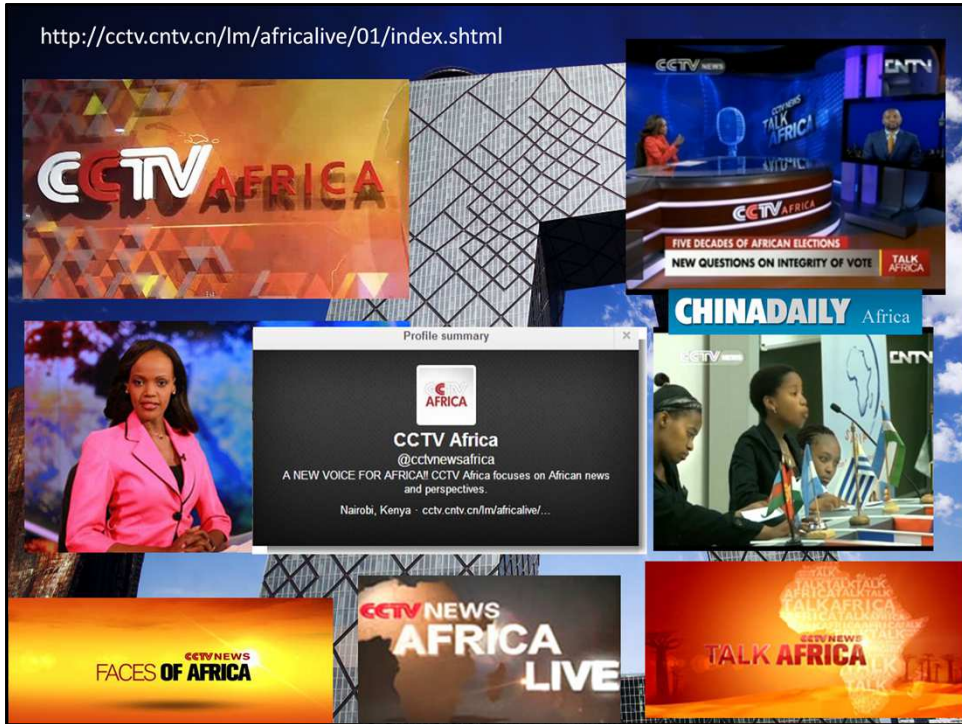 http://cctv.cntv.cn/lm/africalive/01/index.shtml
CCTV AFRICA
CCTV NEWS
CNTV
CCTV NEWS
TALK
AFRICA
CCTV AFRICA
FIVE DECADES OF AFRICAN ELECTIONS
NEW QUESTIONS ON INTEGRITY OF VOTE
TALK
AFRICA
CHINADAILY Africa
Profile summary
CCTV
AFRICA
CCTV Africa
@cctvnewsafrica
A NEW VOICE FOR AFRICA!! CCTV Africa focuses on African news
and perspectives.
Nairobi, Kenya · cctv.cntv.cn/lm/africalive/...
CCTV NEWS
CNTV
CCTVNEWS
FACES OF AFRICA
CCTV NEWS
AFRICA
LIVE
CCTVNEWS
TALK AFRICA